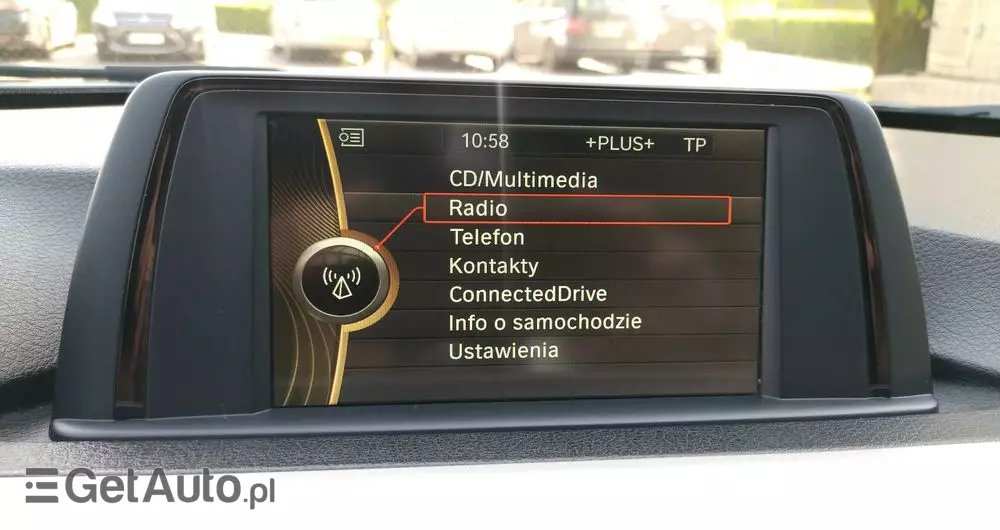 10:58 +PLUS+ TP
CD/Multimedia
Radio
Telefon
Kontakty
ConnectedDrive
Info o samochodzie
Ustawienia
GetAuto.pl